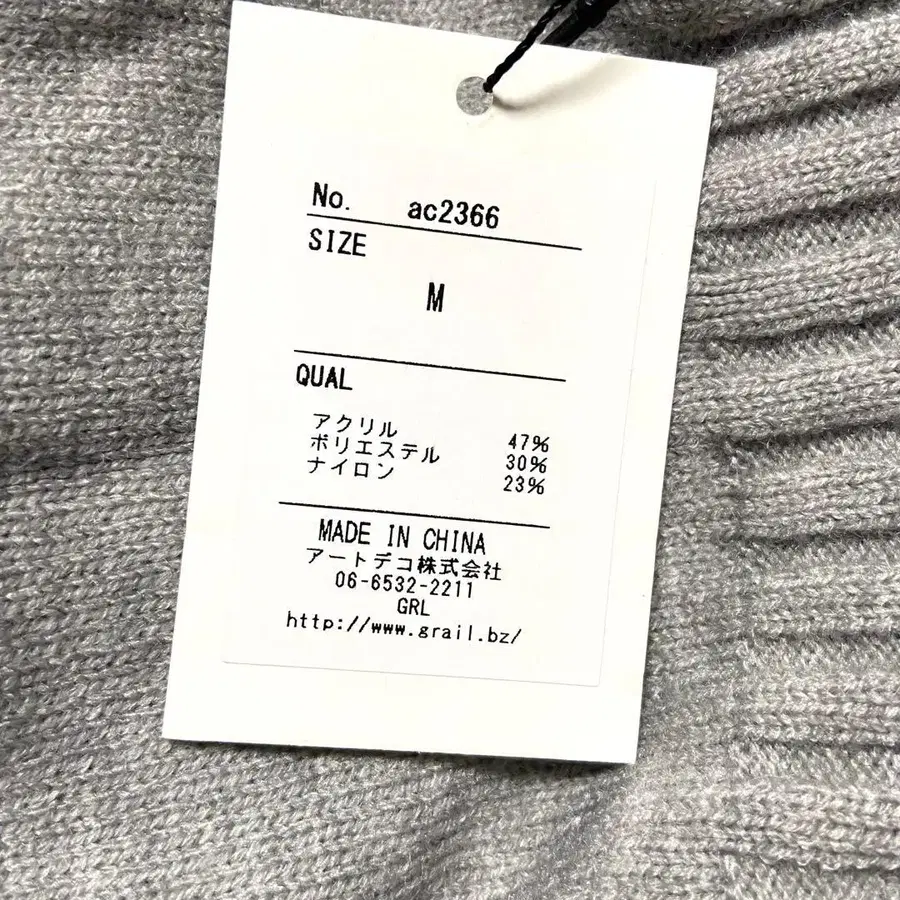 No. ac2366
SIZE
M
QUAL
アクリル 47%
ポリエステル 30%
ナイロン 23%
MADE IN CHINA
アートデコ株式会社
06-6532-2211
GRL
http://www.grail.bz/